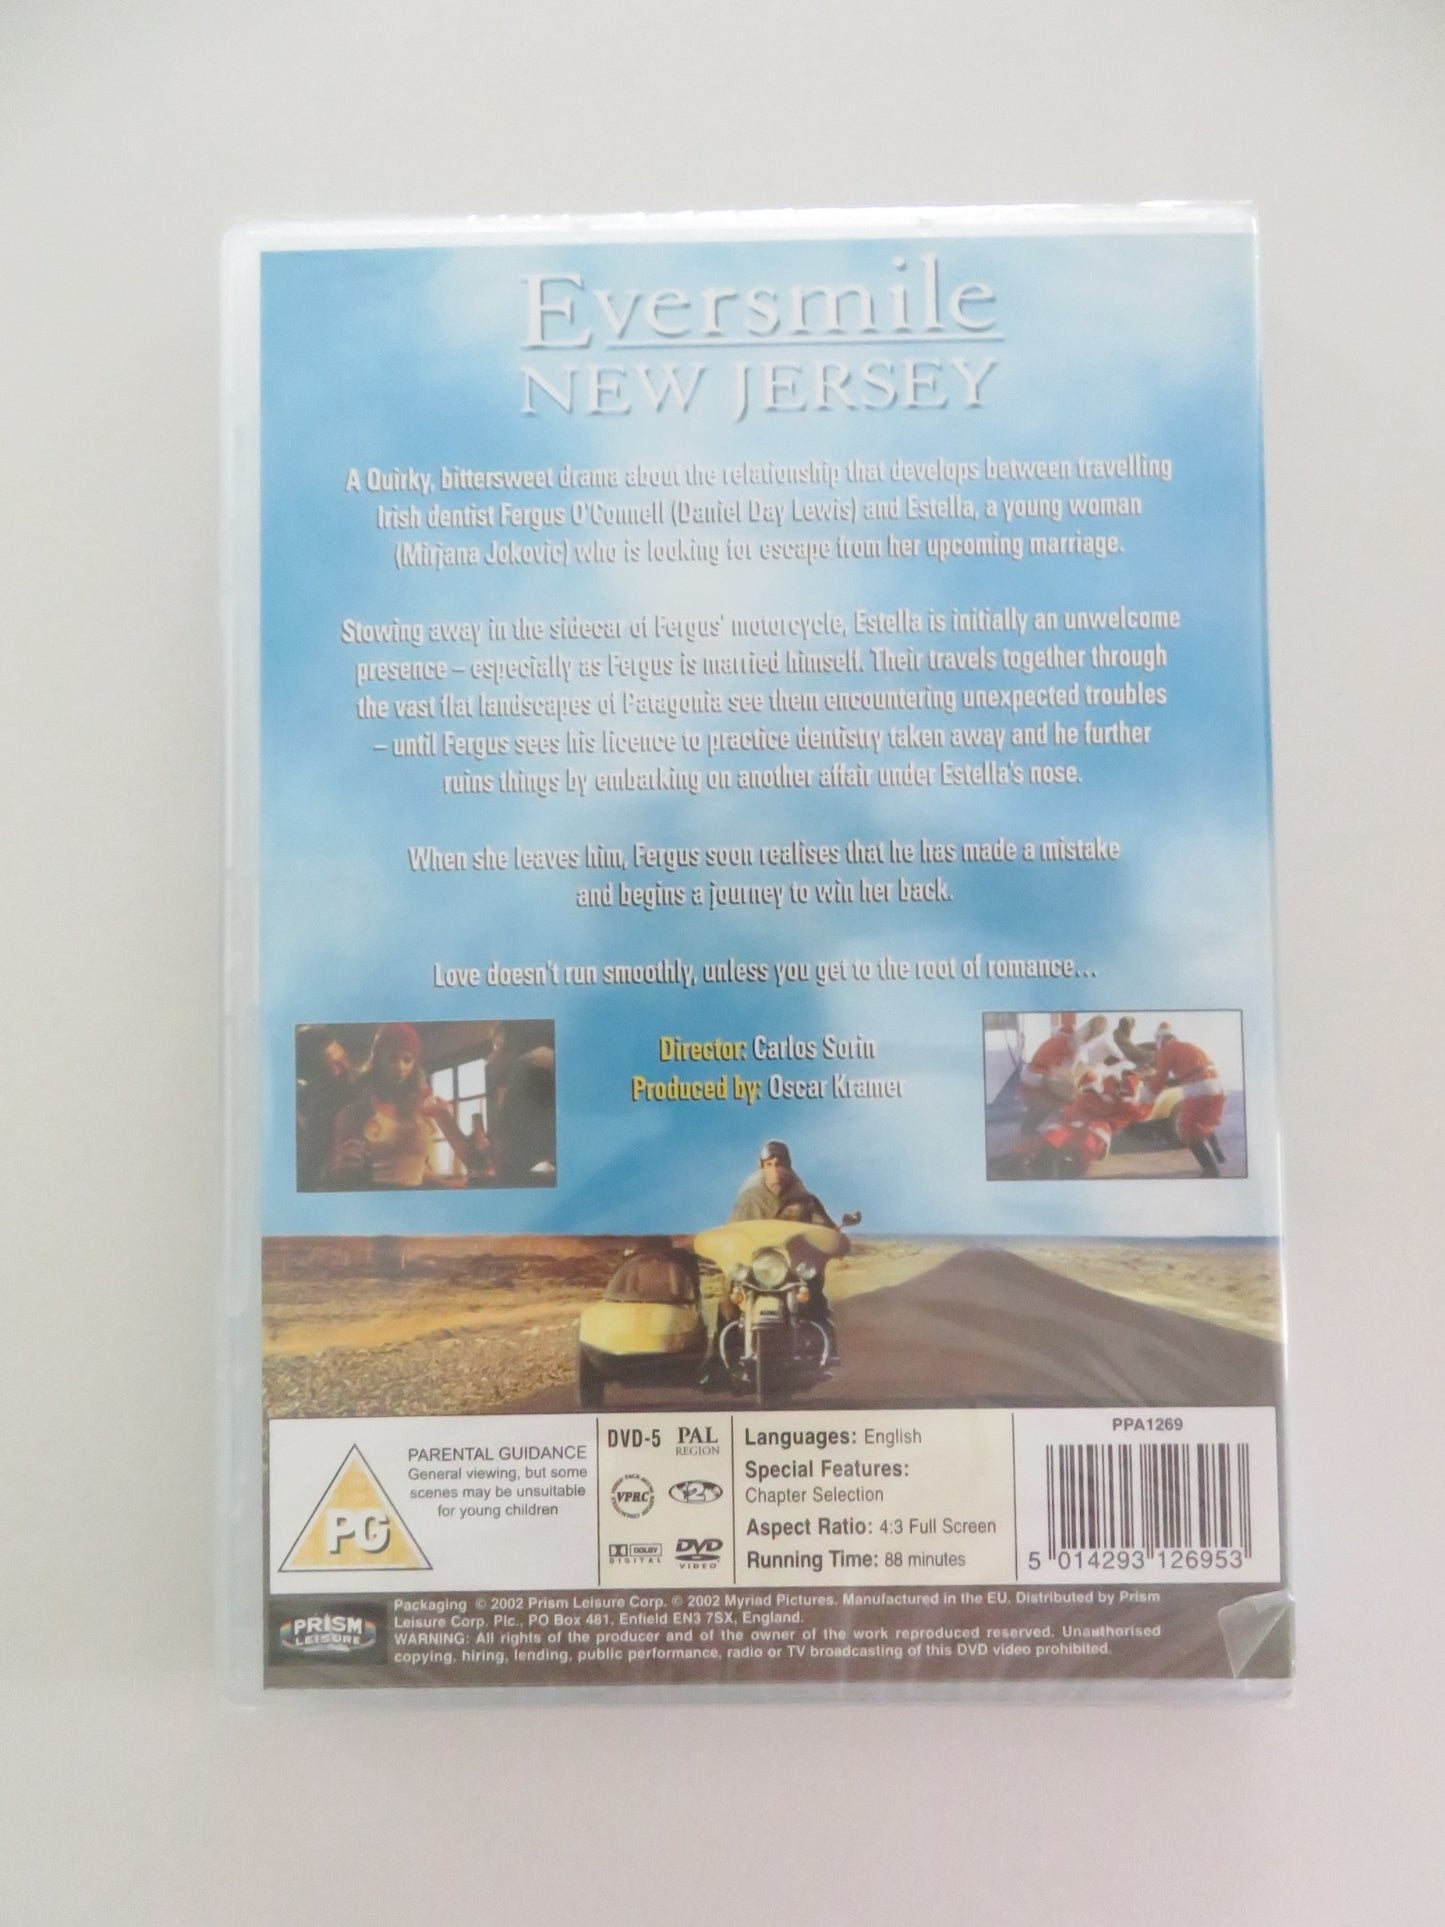 Eversmile
NEW JERSEY
A Quirky, bittersweet drama about the relationship that develops between travelling
Irish dentist Fergus O'Connell (Daniel Day Lewis) and Estella, a young woman
(Mirjana Jokovic) who is looking for escape from her upcoming marriage.
Stowing away in the sidecar of Fergus' motorcycle, Estella is initially an unwelcome
presence – especially as Fergus is married himself. Their travels together through
the vast flat landscapes of Patagonia see them encountering unexpected troubles
– until Fergus sees his licence to practice dentistry taken away and he further
ruins things by embarking on another affair under Estella's nose.
When she leaves him, Fergus soon realises that he has made a mistake
and begins a journey to win her back.
Love doesn't run smoothly, unless you get to the root of romance...
Director: Carlos Sorin
Produced by: Oscar Kramer
PG
PARENTAL GUIDANCE
General viewing, but some
scenes may be unsuitable
for young children
DVD-5 PAL
REGION
VPRC 2
DOLBY
DIGITAL
DVD
VIDEO
Languages: English
Special Features:
Chapter Selection
Aspect Ratio: 4:3 Full Screen
Running Time: 88 minutes
PPA1269
5 014293 126953
PRISM
LEISURE
Packaging © 2002 Prism Leisure Corp. © 2002 Myriad Pictures. Manufactured in the EU. Distributed by Prism
Leisure Corp. Plc., PO Box 481, Enfield EN3 7SX, England.
WARNING: All rights of the producer and of the owner of the work reproduced reserved. Unauthorised
copying, hiring, lending, public performance, radio or TV broadcasting of this DVD video prohibited.